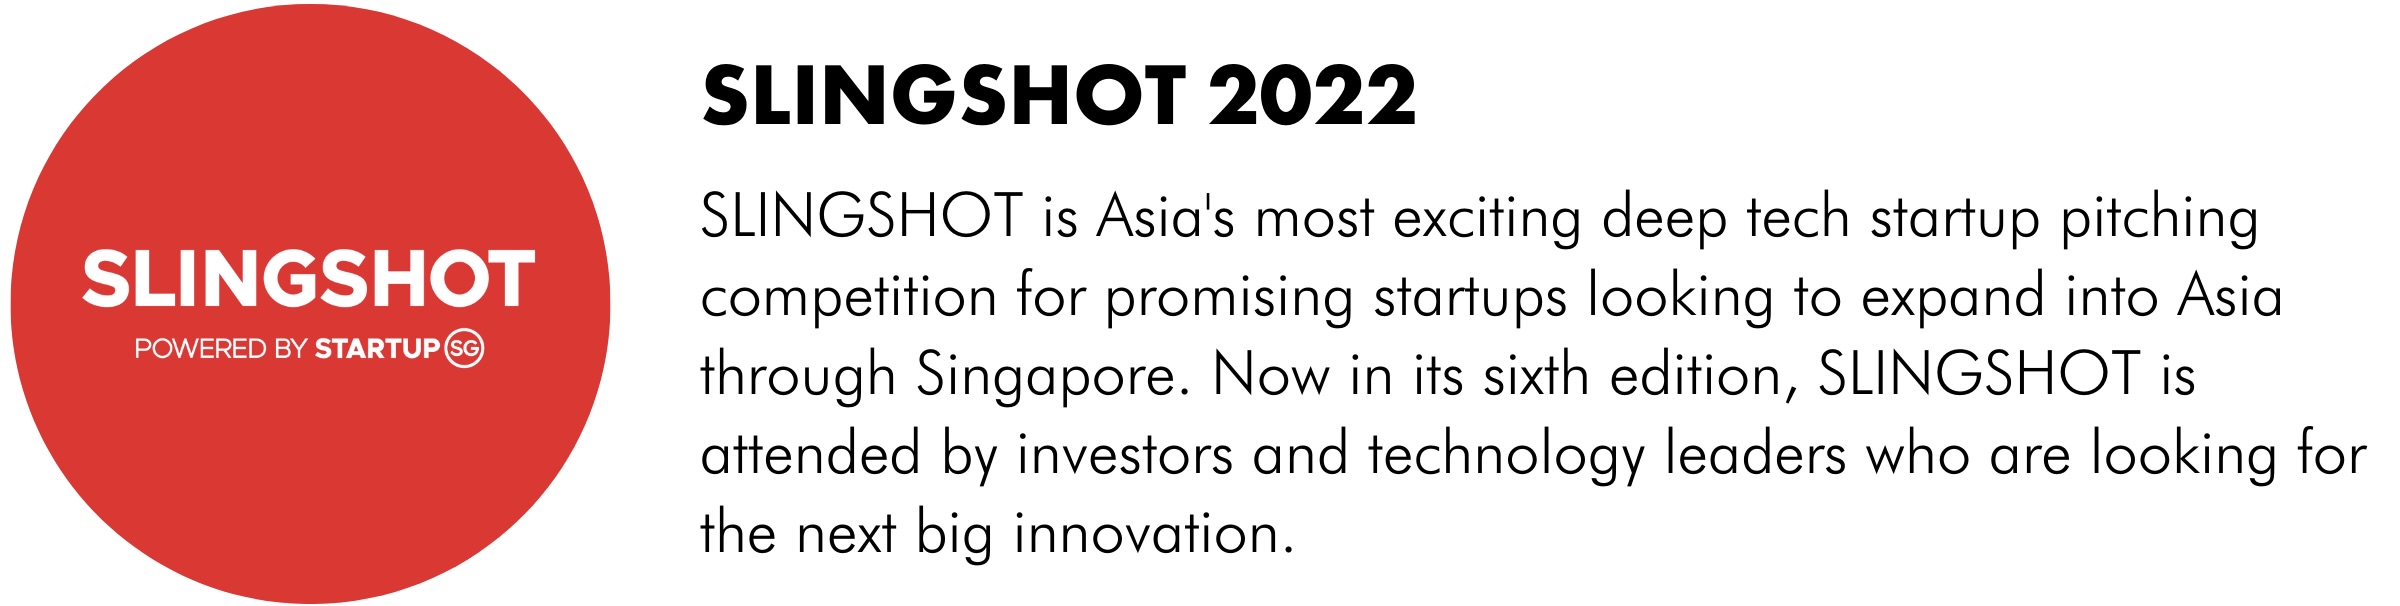 SLINGSHOT
POWERED BY STARTUP SG
SLINGSHOT 2022
SLINGSHOT is Asia's most exciting deep tech startup pitching
competition for promising startups looking to expand into Asia
through Singapore. Now in its sixth edition, SLINGSHOT is
attended by investors and technology leaders who are looking for
the next big innovation.